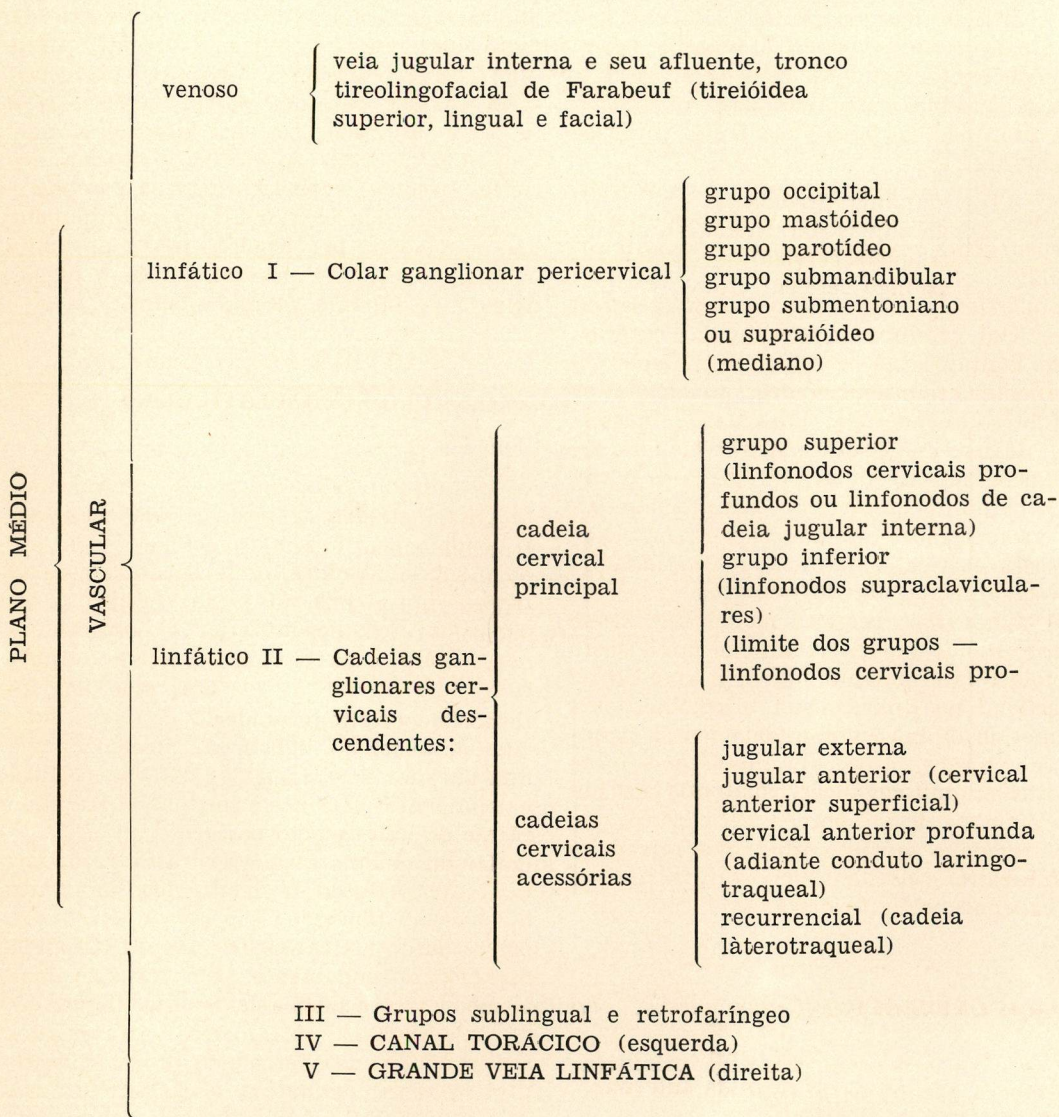 PLANO MÉDIO
VASCULAR
venoso
veia jugular interna e seu afluente, tronco
tireolingofacial de Farabeuf (tireióidea
superior, lingual e facial)
linfático I — Colar ganglionar pericervical
grupo occipital
grupo mastóideo
grupo parotídeo
grupo submandibular
grupo submentoniano
ou supraióideo
(mediano)
linfático II — Cadeias gan-
glionares cer-
vicais des-
cendentes:
cadeia
cervical
principal
grupo superior
(linfonodos cervicais pro-
fundos ou linfonodos de ca-
deia jugular interna)
grupo inferior
(linfonodos supraclavicula-
res)
(limite dos grupos —
linfonodos cervicais pro-
cadeias
cervicais
acessórias
jugular externa
jugular anterior (cervical
anterior superficial)
cervical anterior profunda
(adiante conduto laringo-
traqueal)
recurrencial (cadeia
làterotraqueal)
III — Grupos sublingual e retrofaríngeo
IV — CANAL TORÁCICO (esquerda)
V — GRANDE VEIA LINFÁTICA (direita)